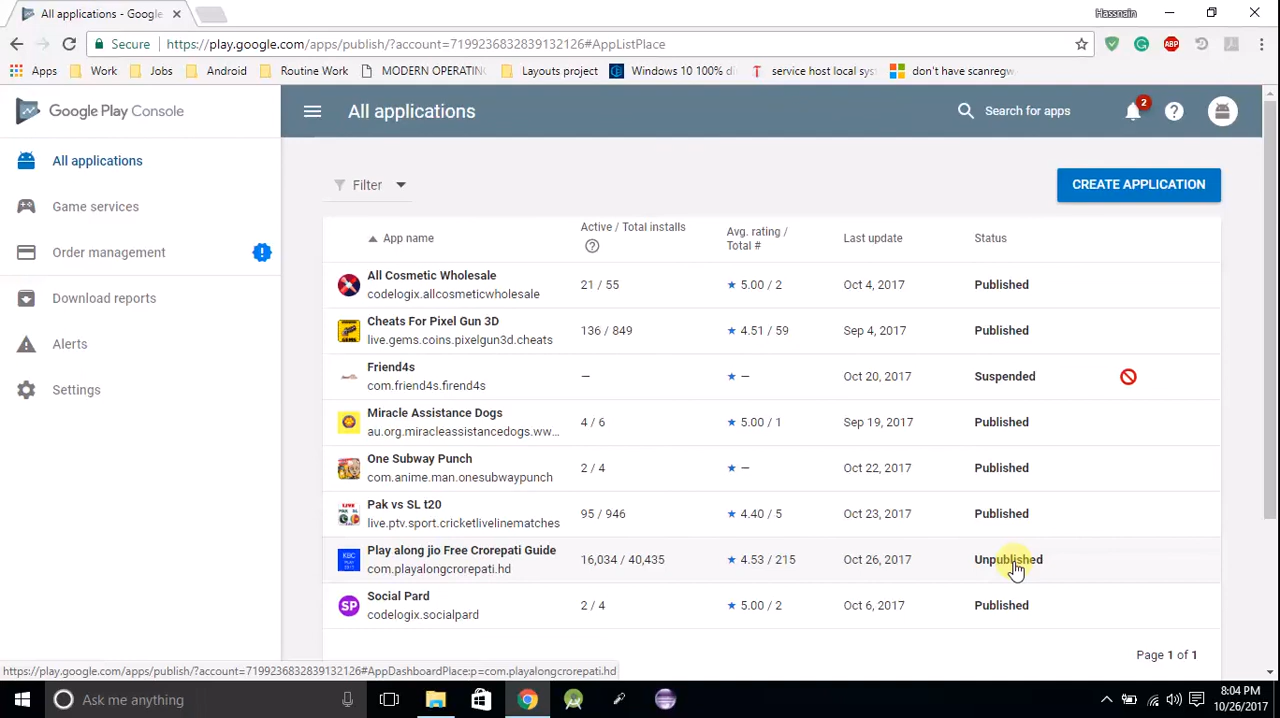 All applications - Google
Hassnain
Secure
https://play.google.com/apps/publish/?account=7199236832839132126#AppListPlace
ABP
Apps
Work
Jobs
Android
Routine Work
MODERN OPERATING
Layouts project
Windows 10 100% di
service host local sys
don't have scanregw
Google Play Console
All applications
Search for apps
2
All applications
Game services
Order management
Download reports
Alerts
Settings
Filter
CREATE APPLICATION
App name
Active / Total installs
Avg. rating / Total #
Last update
Status
All Cosmetic Wholesale
codelogix.allcosmeticwholesale
21 / 55
5.00 / 2
Oct 4, 2017
Published
Cheats For Pixel Gun 3D
live.gems.coins.pixelgun3d.cheats
136 / 849
4.51 / 59
Sep 4, 2017
Published
Friend4s
com.friend4s.firends4s
–
–
Oct 20, 2017
Suspended
Miracle Assistance Dogs
au.org.miracleassistancedogs.ww...
4 / 6
5.00 / 1
Sep 19, 2017
Published
One Subway Punch
com.anime.man.onesubwaypunch
2 / 4
–
Oct 22, 2017
Published
Pak vs SL t20
live.ptv.sport.cricketlivelinematches
95 / 946
4.40 / 5
Oct 23, 2017
Published
KBC
PLAY
Play along jio Free Crorepati Guide
com.playalongcrorepati.hd
16,034 / 40,435
4.53 / 215
Oct 26, 2017
Unpublished
SP
Social Pard
codelogix.socialpard
2 / 4
5.00 / 2
Oct 6, 2017
Published
Page 1 of 1
https://play.google.com/apps/publish/?account=7199236832839132126#AppDashboardPlace:p=com.playalongcrorepati.hd
Ask me anything
8:04 PM
10/26/2017